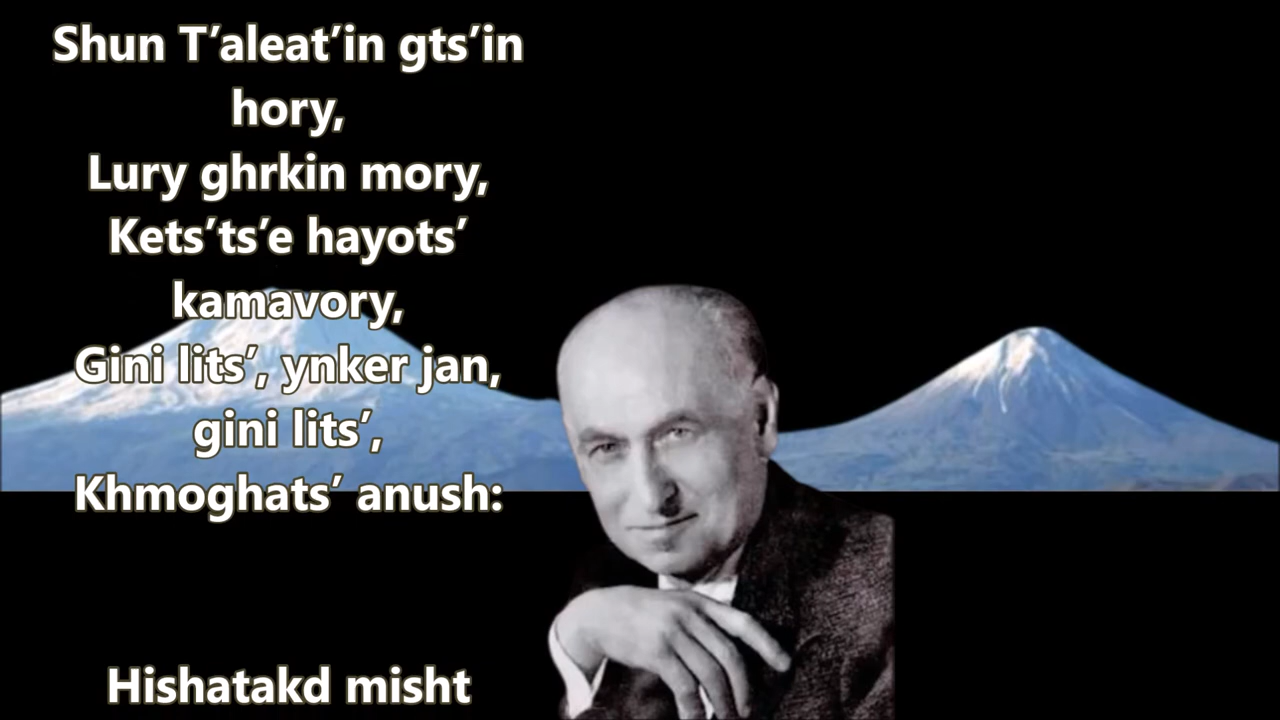 Shun T’aleat’in gts’in
hory,
Lury ghrkin mory,
Kets’ts’e hayots’
kamavory,
Gini lits’, ynker jan,
gini lits’,
Khmoghats’ anush:
Hishatakd misht